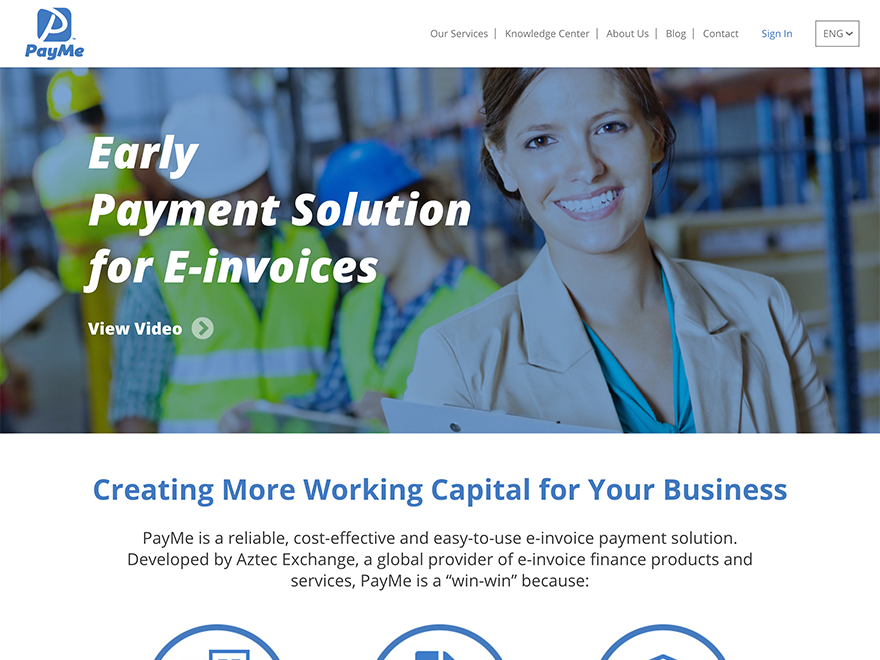 PayMe
Our Services | Knowledge Center | About Us | Blog | Contact
Sign In
ENG
Early
Payment Solution
for E-invoices
View Video
Creating More Working Capital for Your Business
PayMe is a reliable, cost-effective and easy-to-use e-invoice payment solution.
Developed by Aztec Exchange, a global provider of e-invoice finance products and
services, PayMe is a “win-win” because: